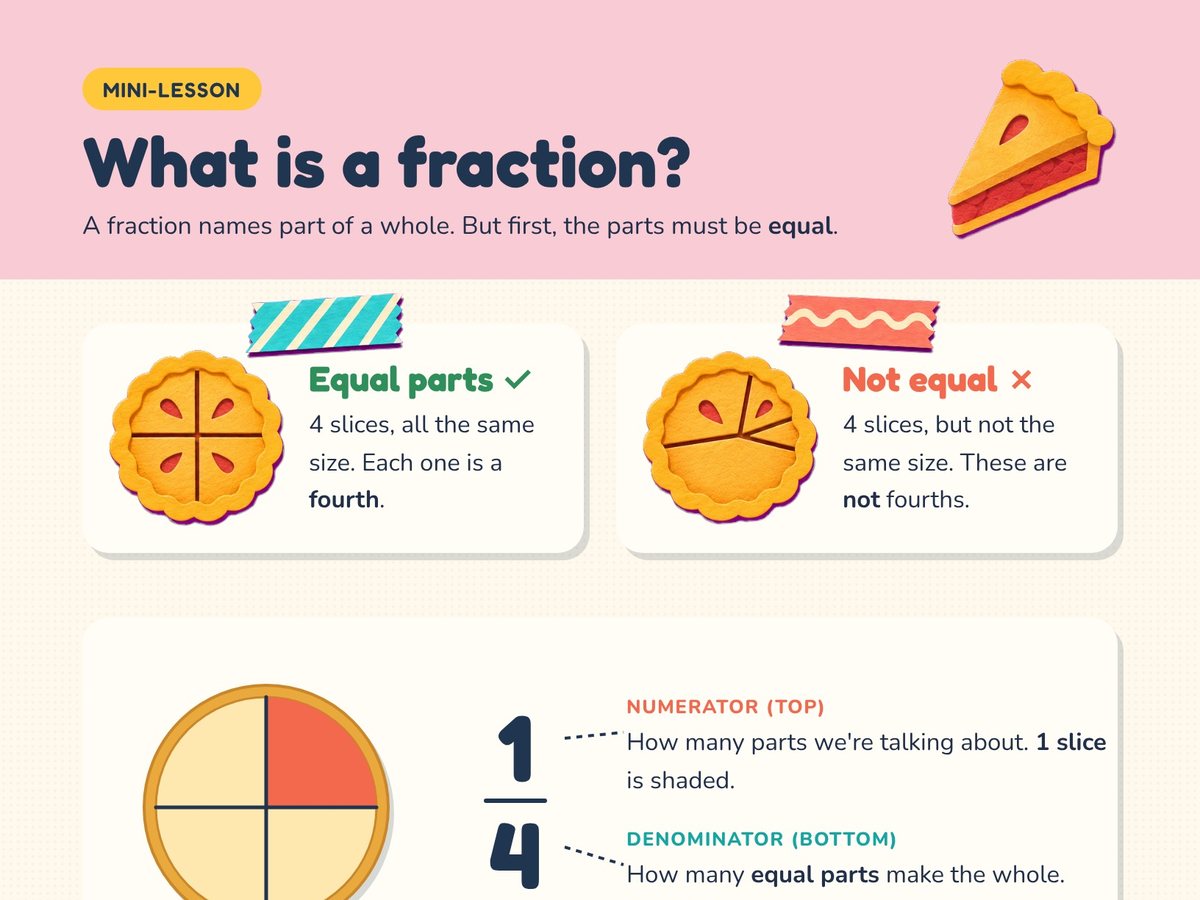 MINI-LESSON
What is a fraction?
A fraction names part of a whole. But first, the parts must be equal.
Equal parts ✓
4 slices, all the same
size. Each one is a
fourth.
Not equal ✕
4 slices, but not the
same size. These are
not fourths.
1
4
NUMERATOR (TOP)
How many parts we're talking about. 1 slice
is shaded.
DENOMINATOR (BOTTOM)
How many equal parts make the whole.